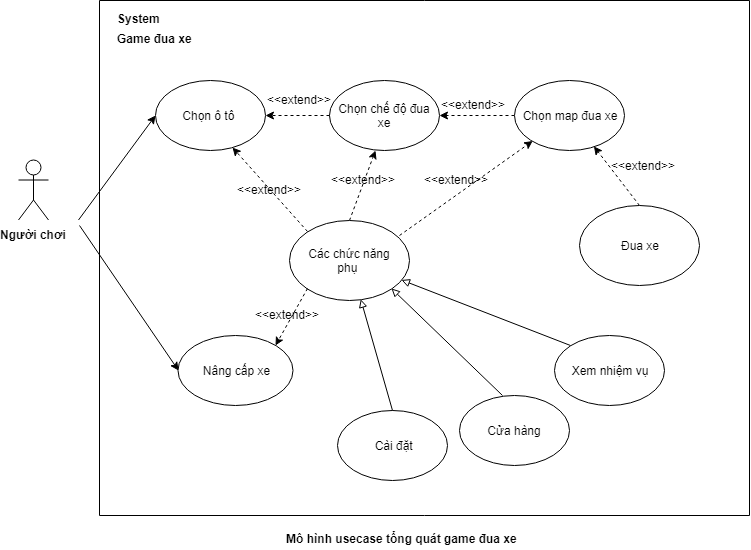 System
Game đua xe
<<extend>>
<<extend>>
Chọn ô tô
Chọn chế độ đua
xe
Chọn map đua xe
<<extend>>
<<extend>>
<<extend>>
<<extend>>
Người chơi
Các chức năng
phụ
Đua xe
<<extend>>
Nâng cấp xe
Xem nhiệm vụ
Cài đặt
Cửa hàng
Mô hình usecase tổng quát game đua xe